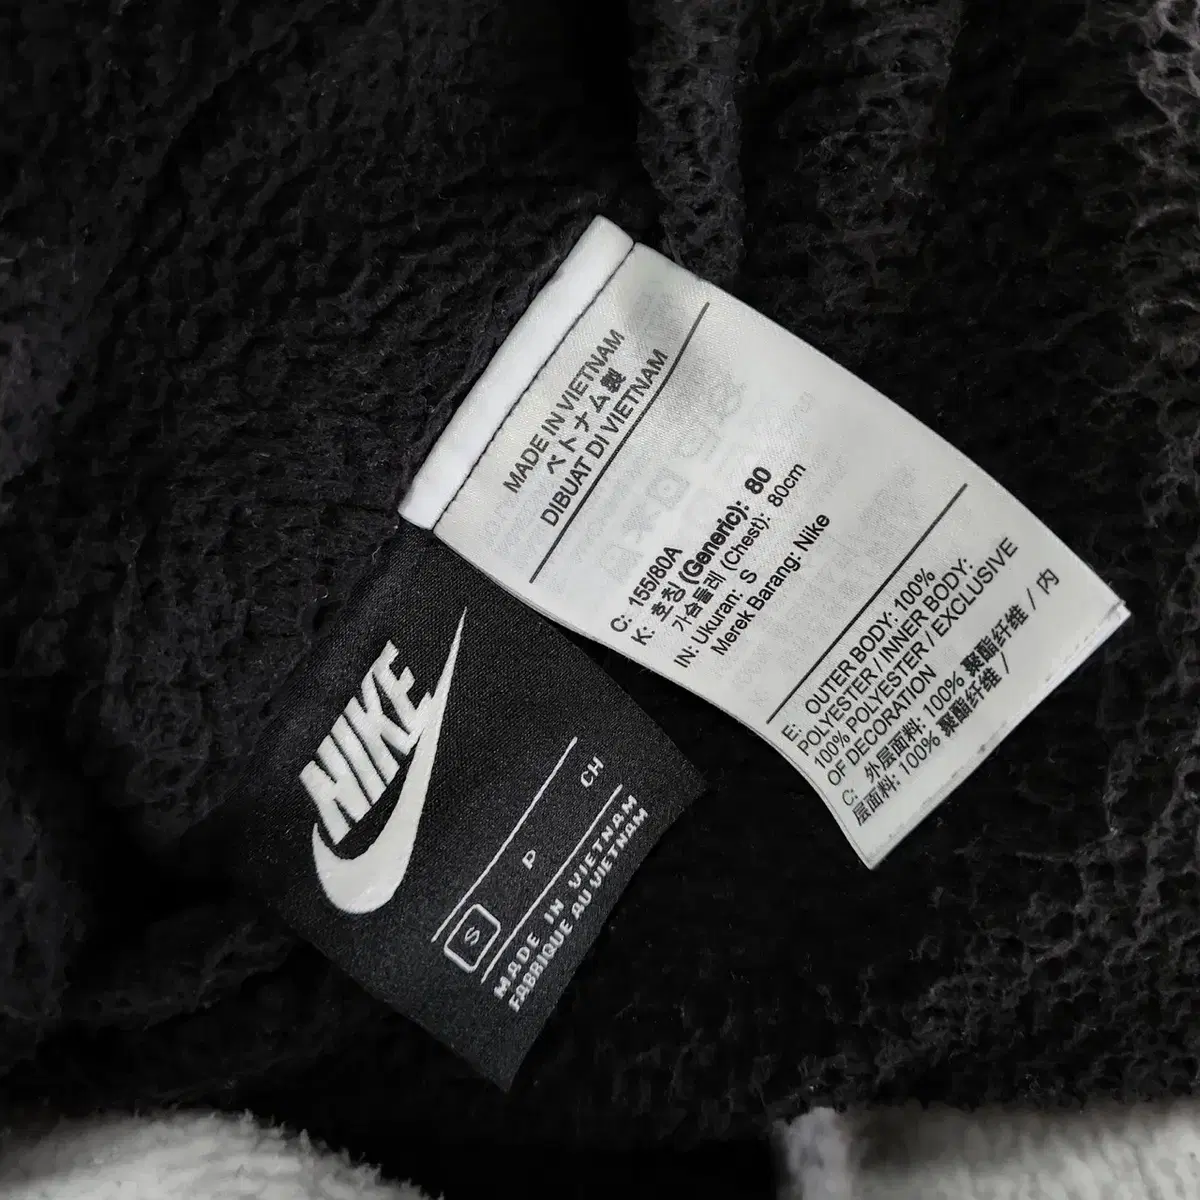 MADE IN VIETNAM
ベトナム製
DIBUAT DI VIETNAM
C: 155/80A
K: 호칭 (Generic): 80
가슴둘레 (Chest): 80cm
IN: Ukuran: S
Merek Barang: Nike
E: OUTER BODY: 100%
POLYESTER / INNER BODY:
100% POLYESTER / EXCLUSIVE
OF DECORATION
C: 外层面料: 100% 聚酯纤维 / 内
层面料: 100% 聚酯纤维 /
NIKE
S P CH
MADE IN VIETNAM
FABRIQUE AU VIETNAM